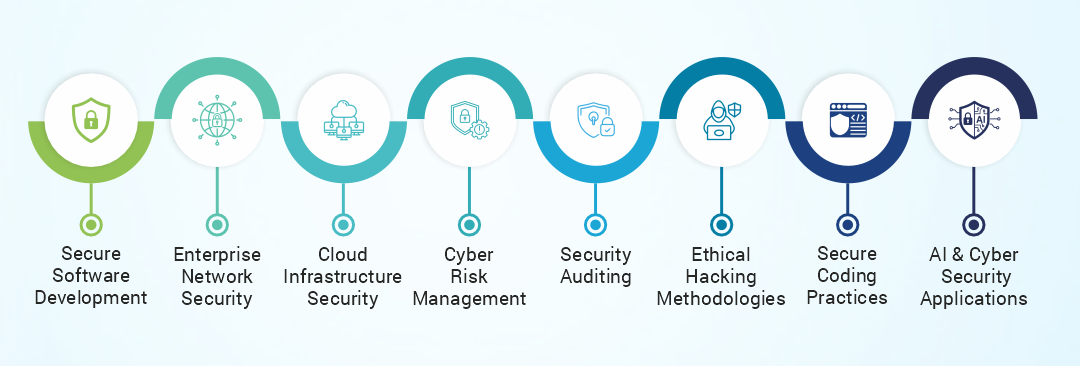 </>
AI
Secure
Software
Development
Enterprise
Network
Security
Cloud
Infrastructure
Security
Cyber
Risk
Management
Security
Auditing
Ethical
Hacking
Methodologies
Secure
Coding
Practices
AI & Cyber
Security
Applications